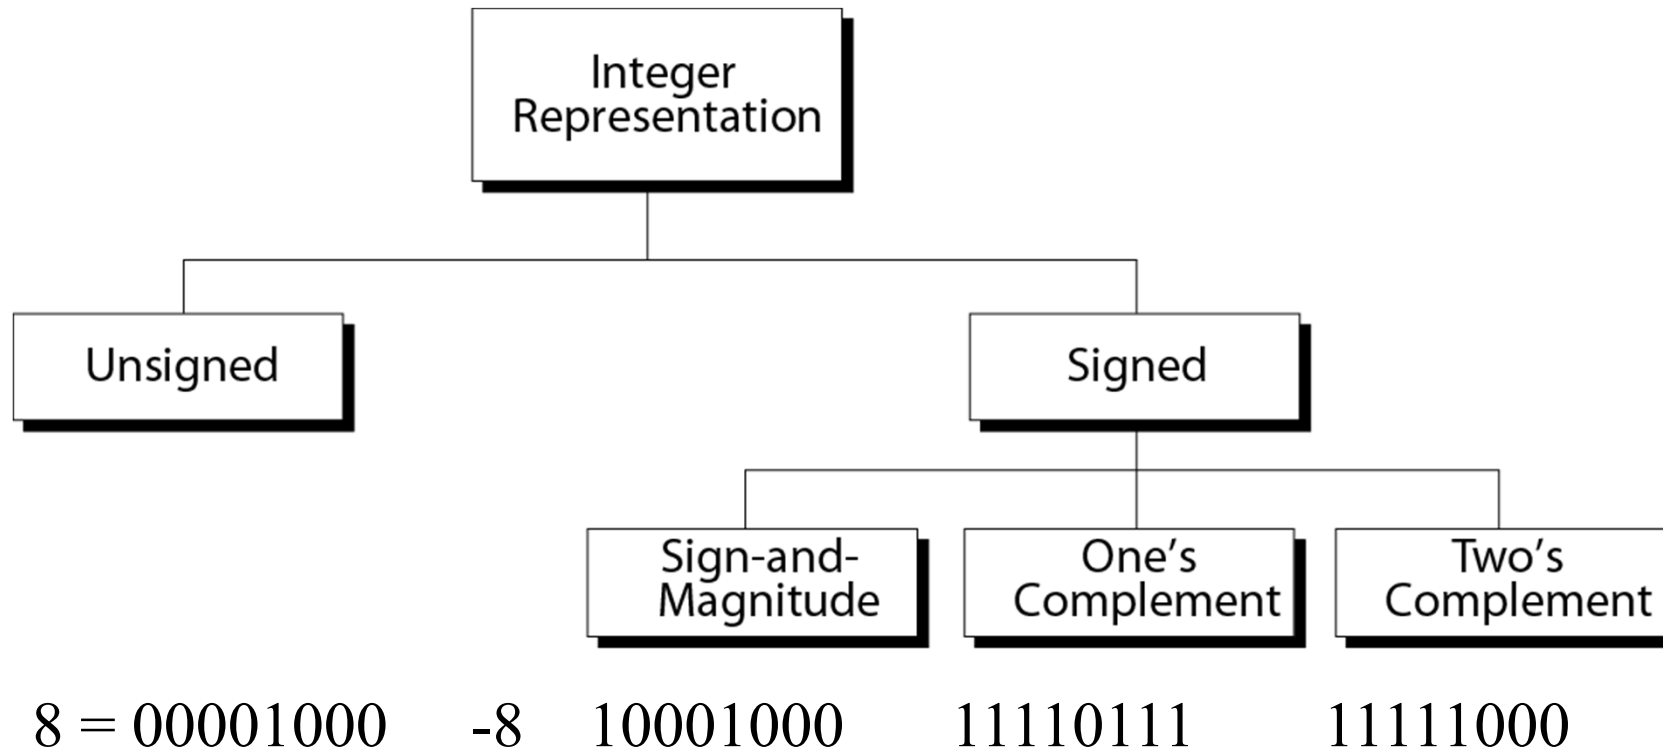 Integer
Representation
Unsigned
Signed
Sign-and-
Magnitude
One’s
Complement
Two’s
Complement
8 = 00001000 -8 10001000 11110111 11111000